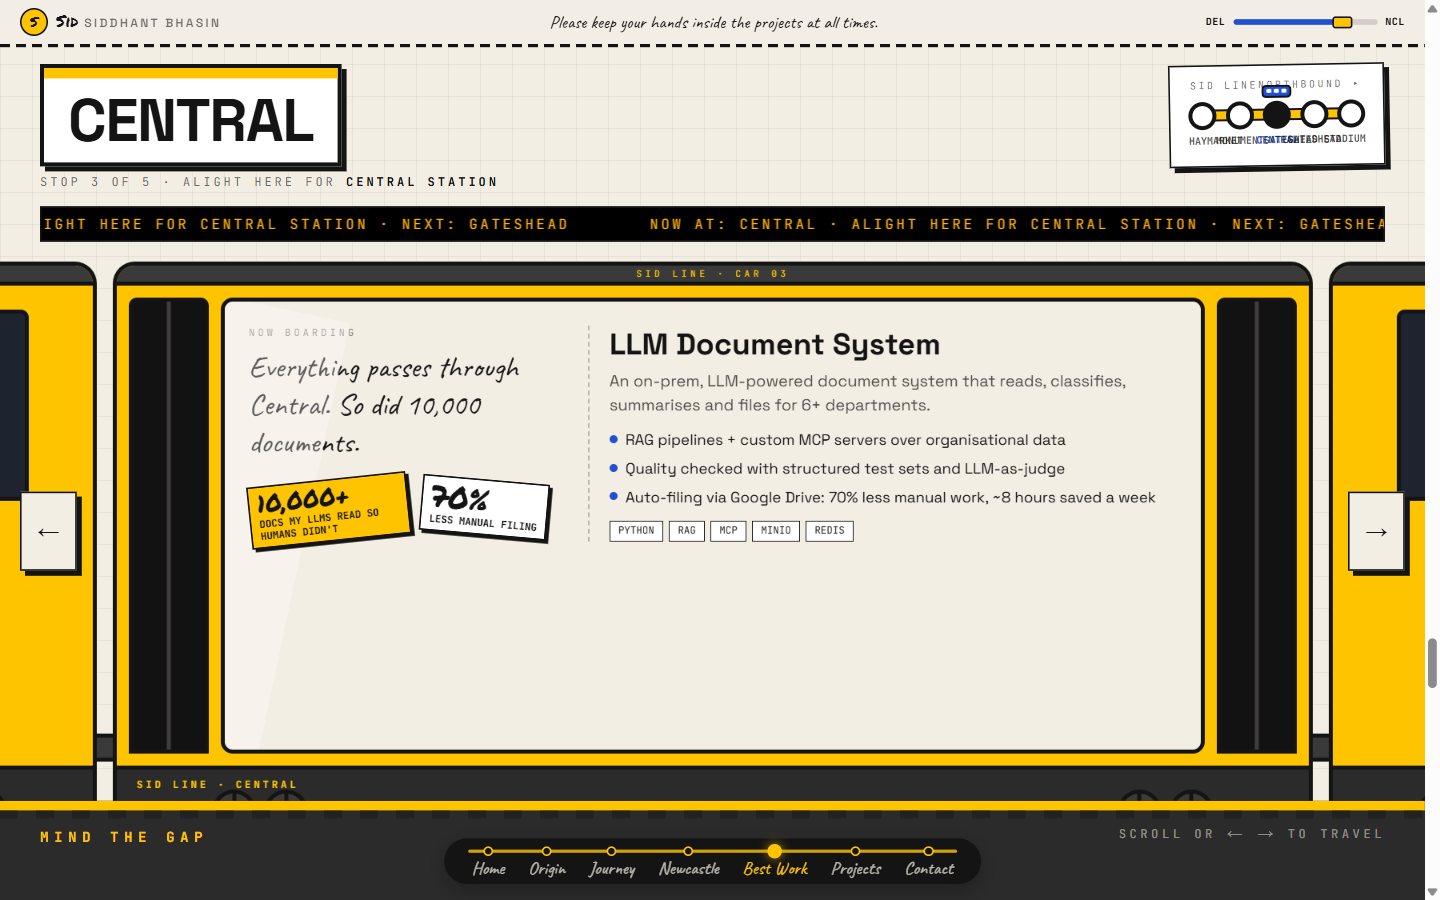 S SID SIDDHANT BHASIN
Please keep your hands inside the projects at all times.
DEL NCL
CENTRAL
SID LINE NORTHBOUND ▸
STOP 3 OF 5 · ALIGHT HERE FOR CENTRAL STATION
IGHT HERE FOR CENTRAL STATION · NEXT: GATESHEAD NOW AT: CENTRAL · ALIGHT HERE FOR CENTRAL STATION · NEXT: GATESHEA
SID LINE · CAR 03
NOW BOARDING
Everything passes through
Central. So did 10,000
documents.
10,000+
DOCS MY LLMS READ SO
HUMANS DIDN'T
70%
LESS MANUAL FILING
LLM Document System
An on-prem, LLM-powered document system that reads, classifies,
summarises and files for 6+ departments.
RAG pipelines + custom MCP servers over organisational data
Quality checked with structured test sets and LLM-as-judge
Auto-filing via Google Drive: 70% less manual work, ~8 hours saved a week
PYTHON RAG MCP MINIO REDIS
←
→
SID LINE · CENTRAL
MIND THE GAP
SCROLL OR ← → TO TRAVEL
Home Origin Journey Newcastle Best Work Projects Contact